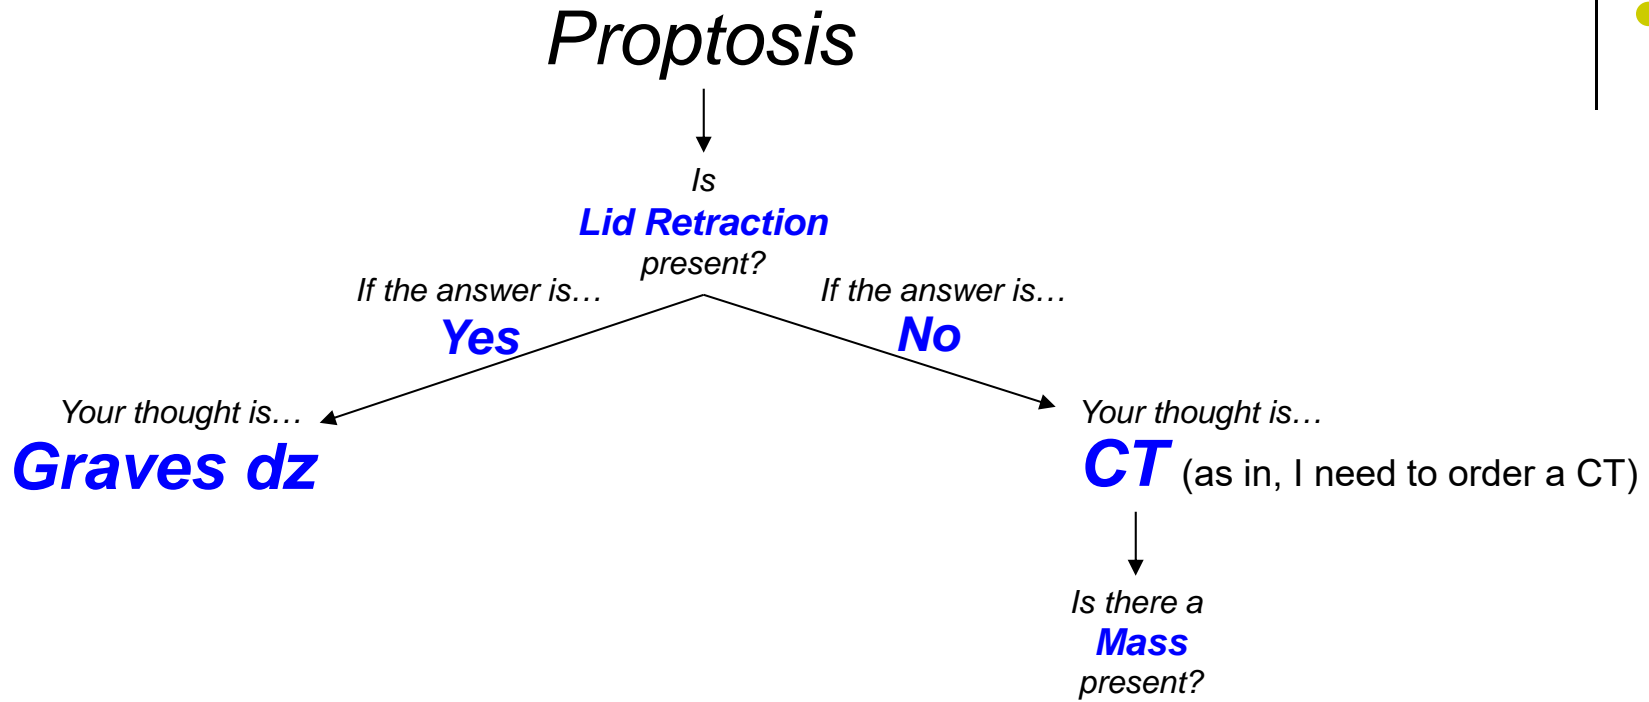 Proptosis
Is
Lid Retraction
present?
If the answer is…
Yes
If the answer is…
No
Your thought is…
Graves dz
Your thought is…
CT (as in, I need to order a CT)
Is there a
Mass
present?